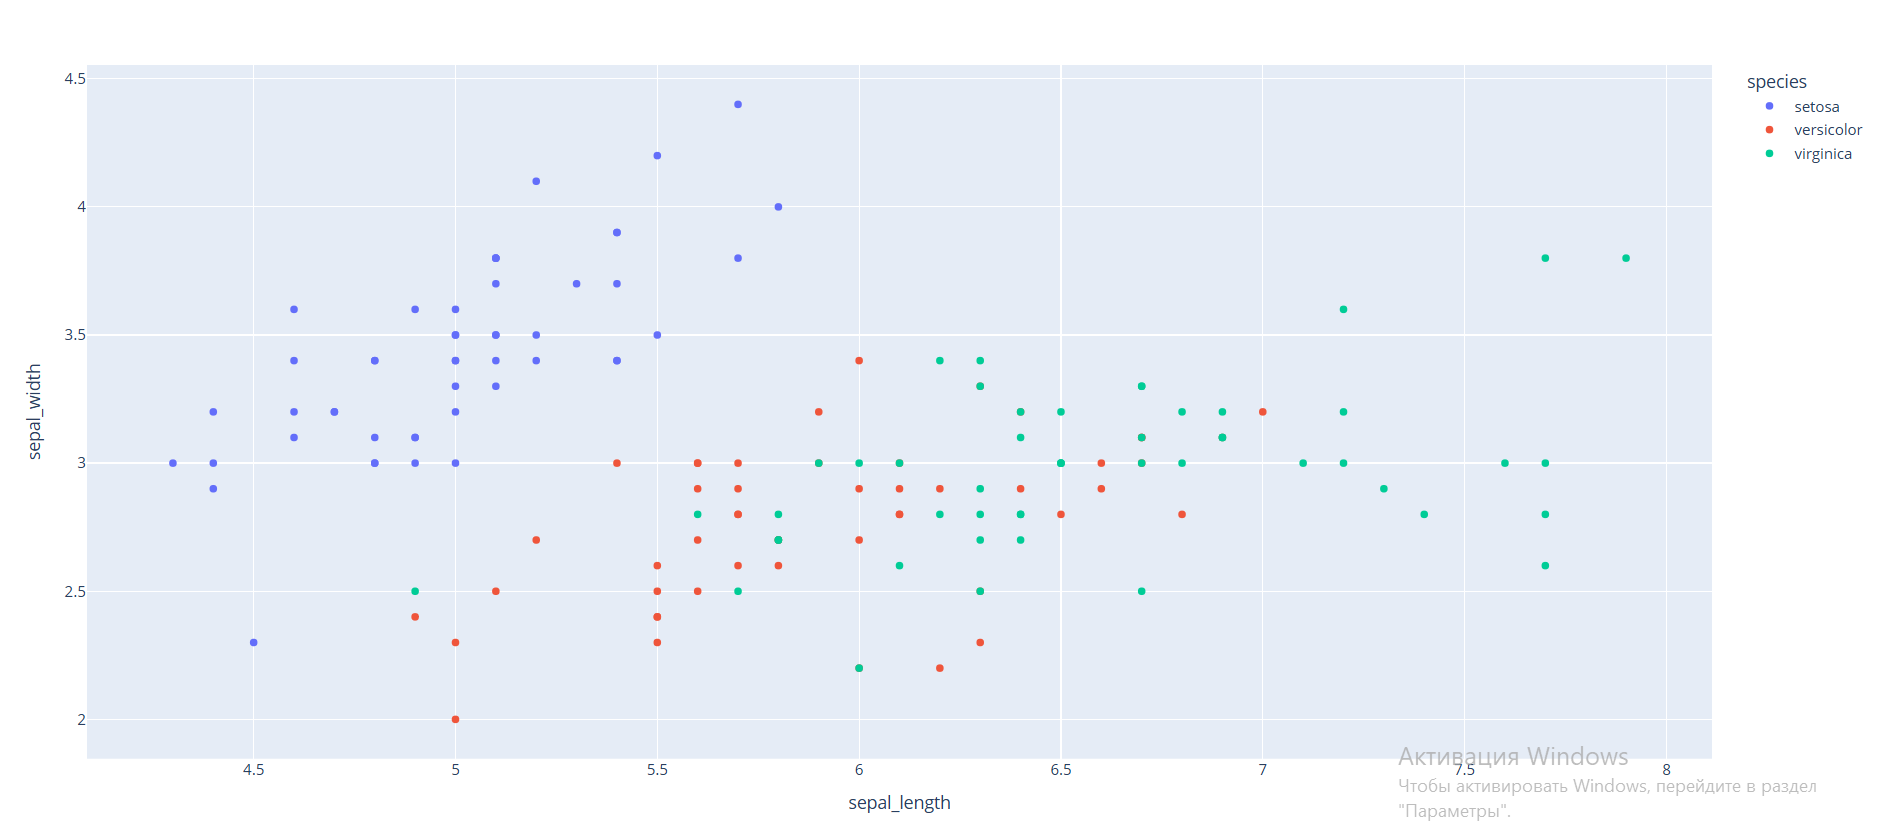 4.5
4
3.5
3
2.5
2
sepal_width
4.5 5 5.5 6 6.5 7 7.5 8
sepal_length
species
setosa
versicolor
virginica
Активация Windows
Чтобы активировать Windows, перейдите в раздел
"Параметры".